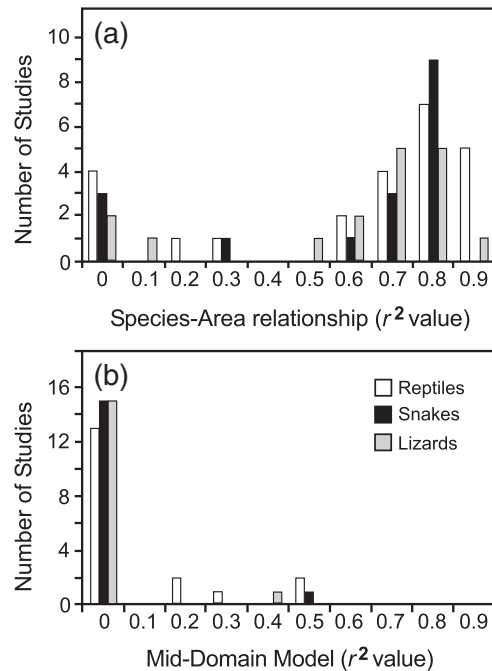 (a)
Number of Studies
10
8
6
4
2
0
0 0.1 0.2 0.3 0.4 0.5 0.6 0.7 0.8 0.9
Species-Area relationship (r² value)
(b)
Number of Studies
16
12
8
4
0
Reptiles
Snakes
Lizards
0 0.1 0.2 0.3 0.4 0.5 0.6 0.7 0.8 0.9
Mid-Domain Model (r² value)